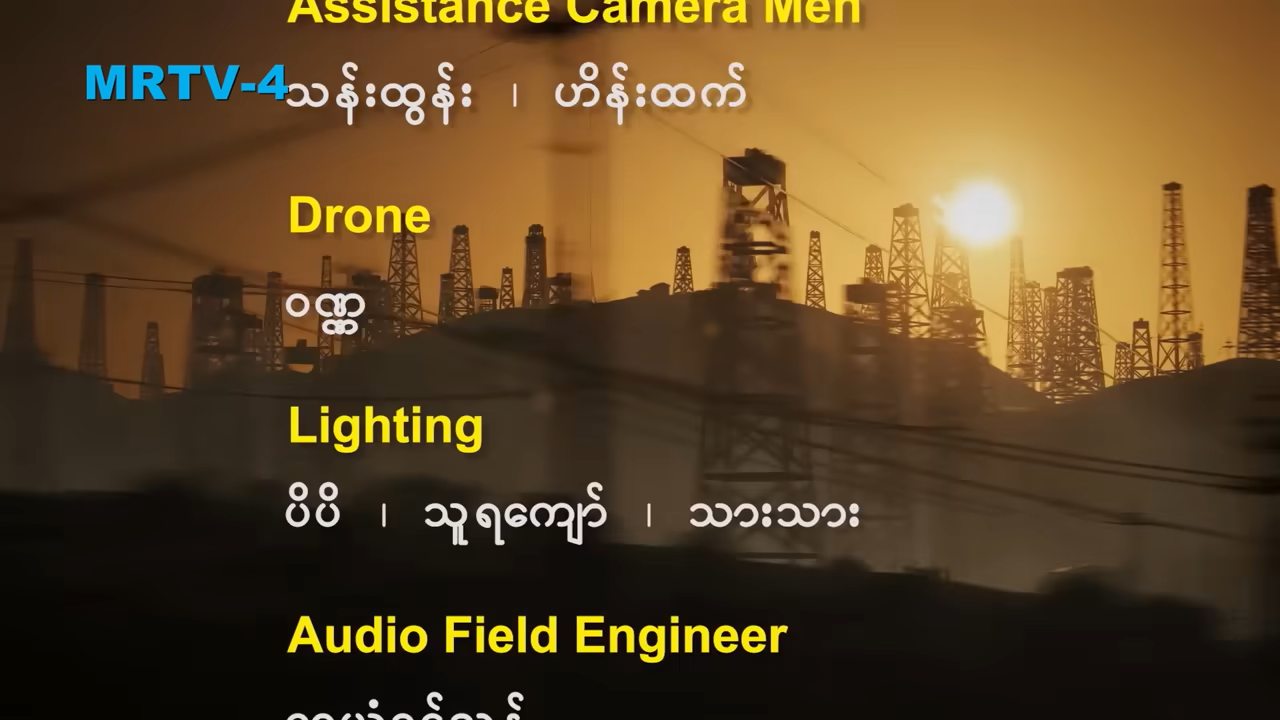 Assistance Camera Men
MRTV-4
သန်းထွန်း ၊ ဟိန်းထက်
Drone
ဝဏ္ဏ
Lighting
ပိပိ ၊ သူရကျော် ၊ သားသား
Audio Field Engineer